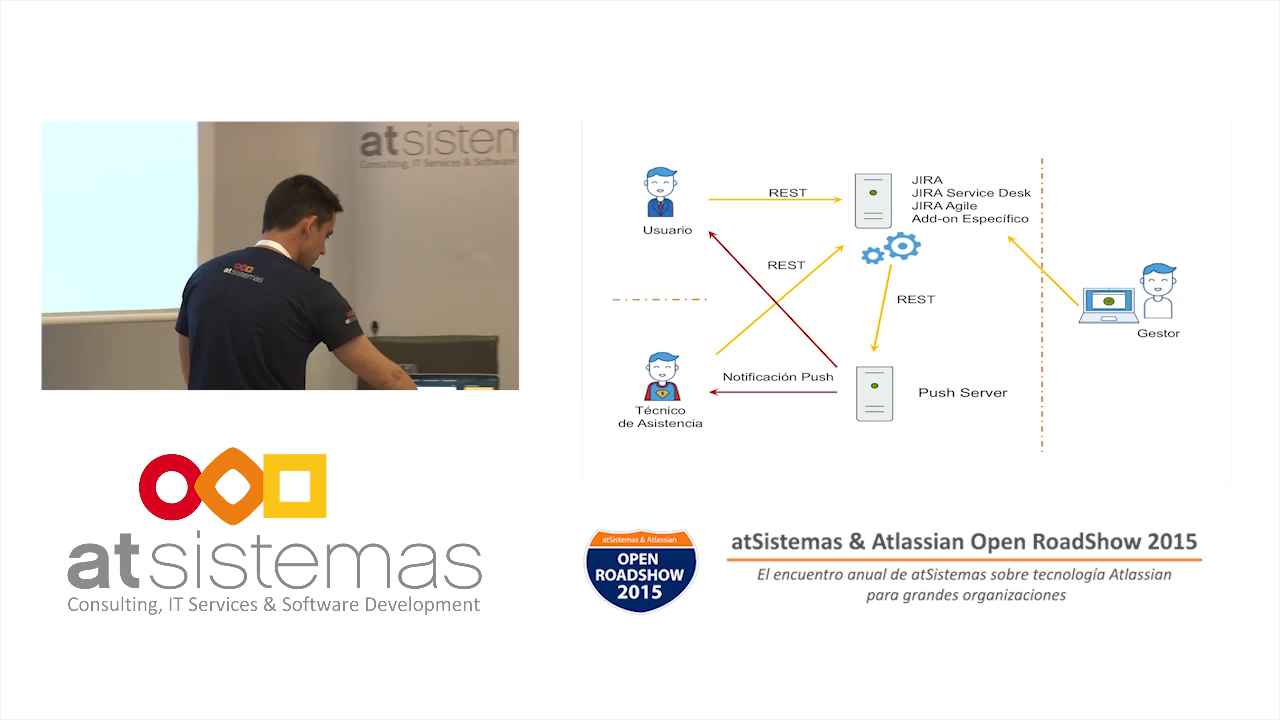 atsistem
Consulting, IT Services & Software
atsistemas
REST
JIRA
JIRA Service Desk
JIRA Agile
Add-on Específico
Usuario
REST
REST
Gestor
Notificación Push
Push Server
Técnico
de Asistencia
atsistemas
Consulting, IT Services & Software Development
atSistemas & Atlassian
OPEN
ROADSHOW
2015
atSistemas & Atlassian Open RoadShow 2015
El encuentro anual de atSistemas sobre tecnología Atlassian
para grandes organizaciones